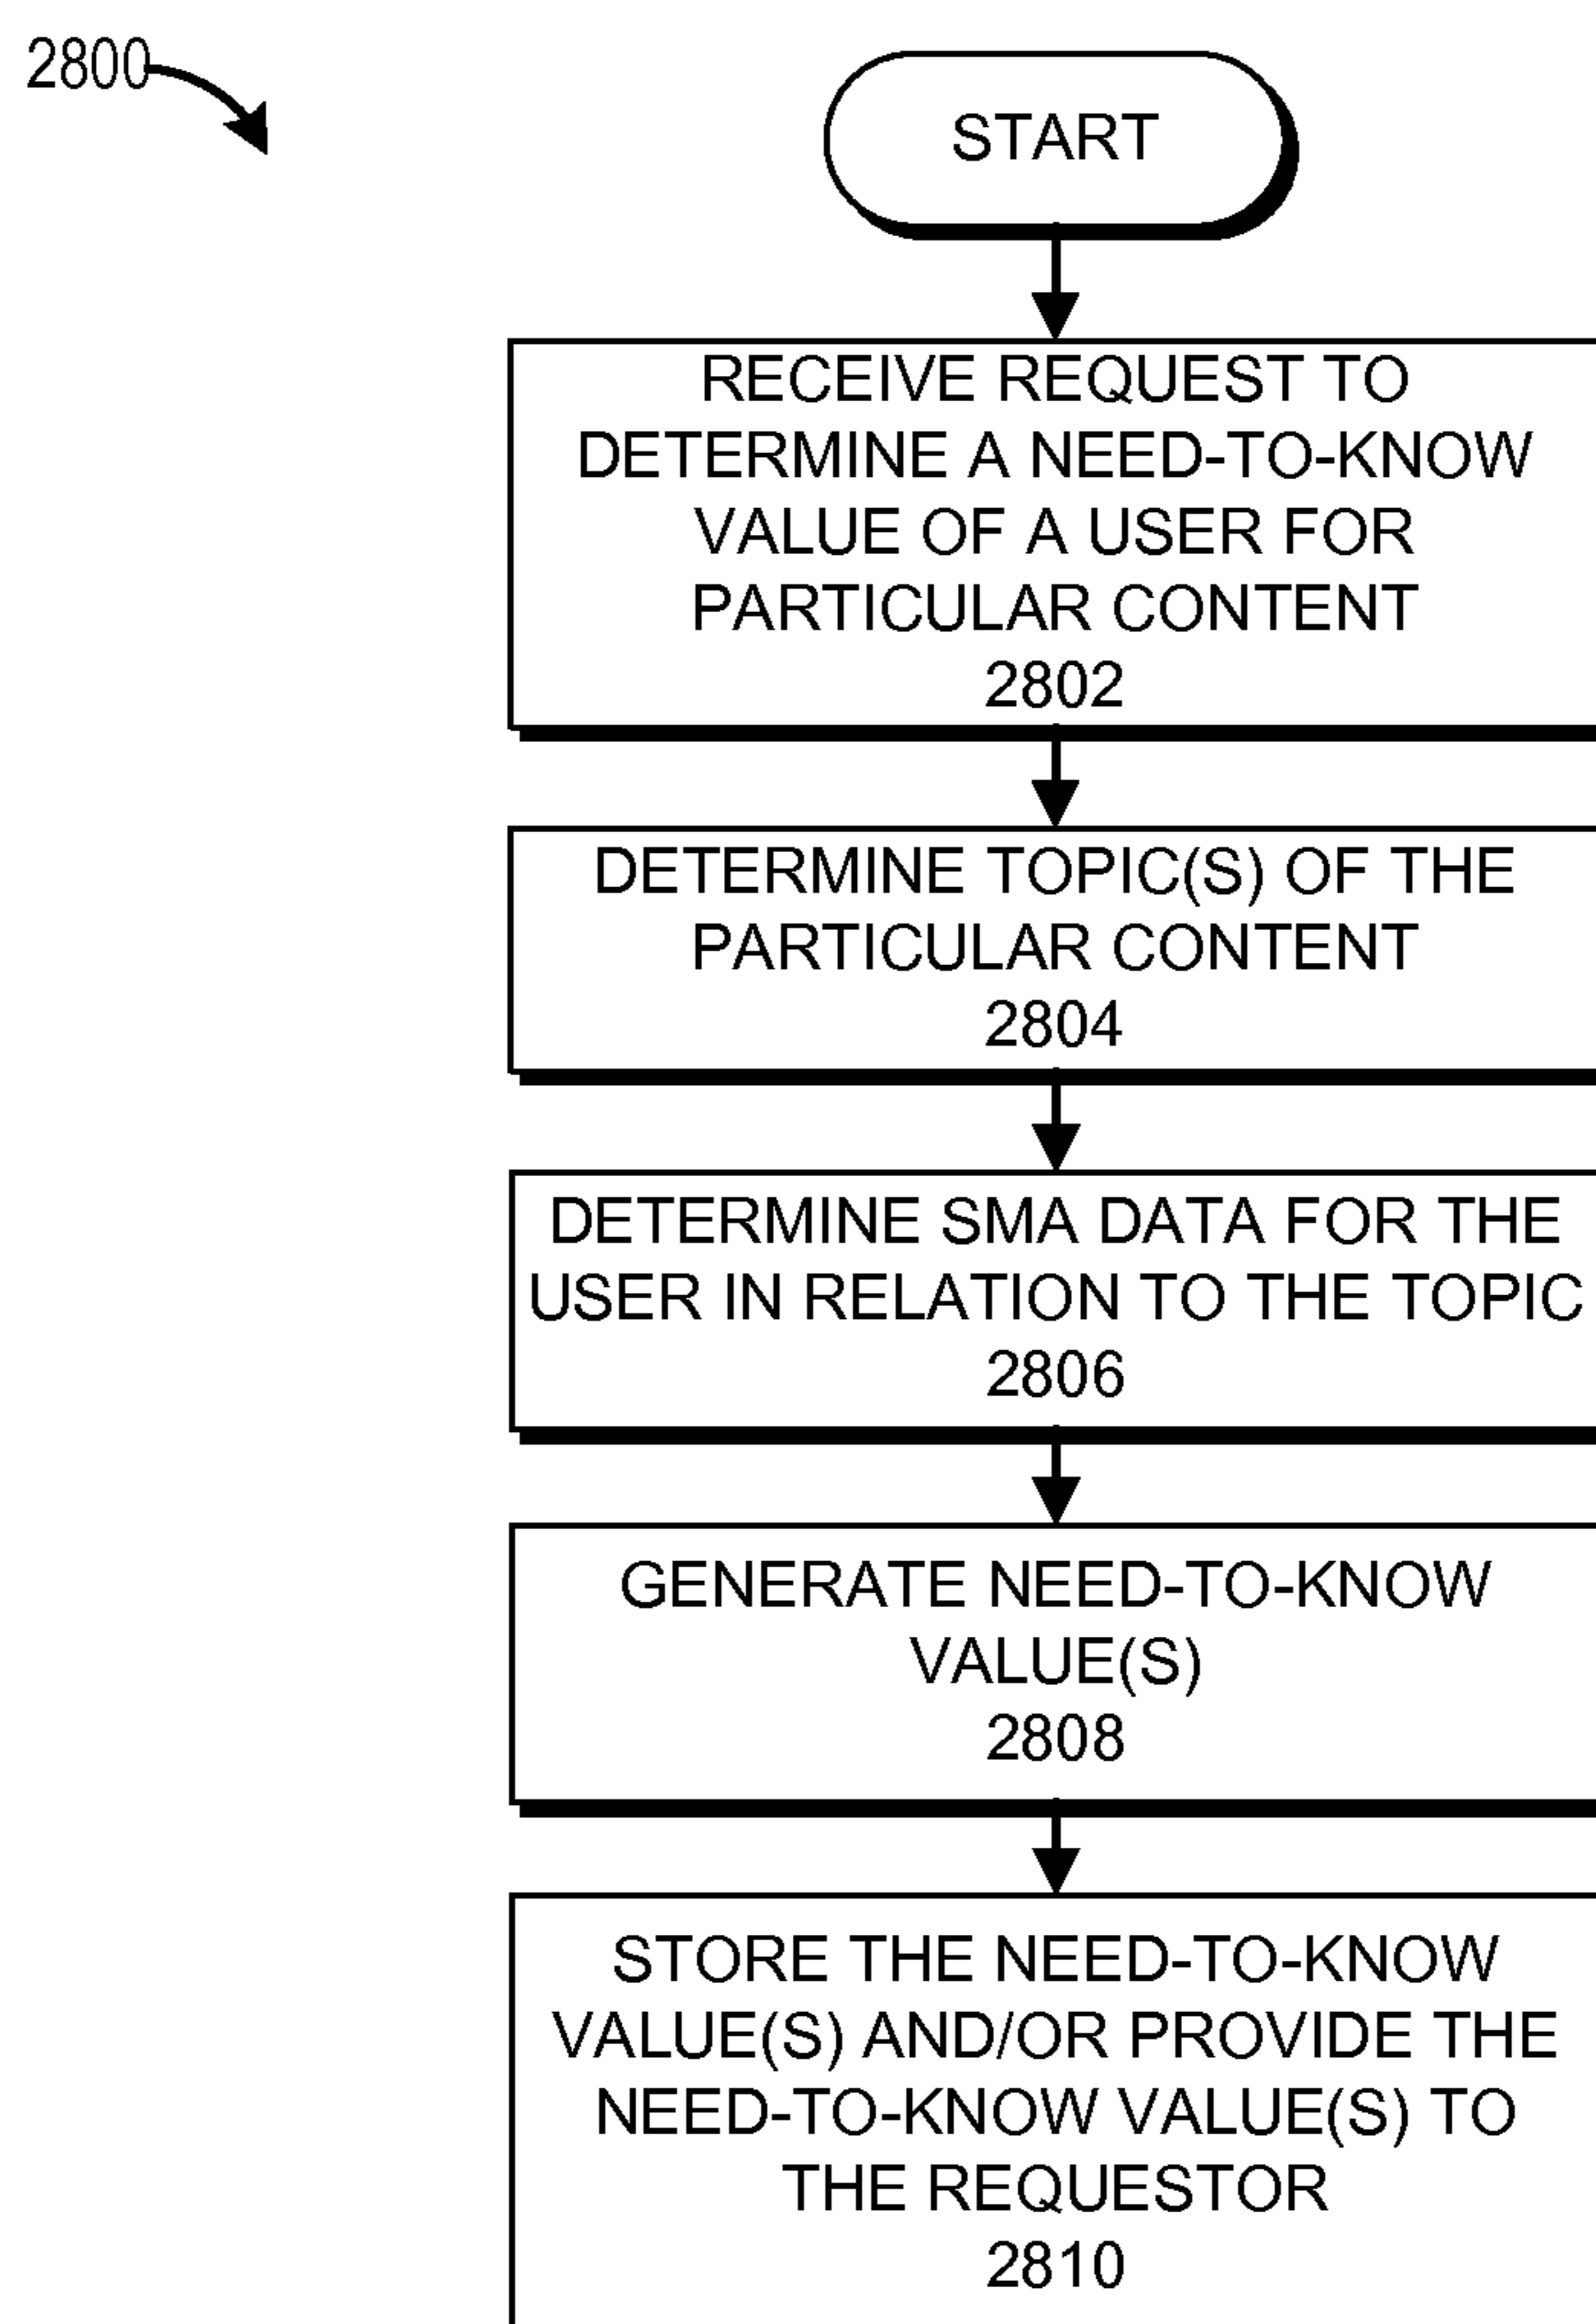 2800
START
RECEIVE REQUEST TO
DETERMINE A NEED-TO-KNOW
VALUE OF A USER FOR
PARTICULAR CONTENT
2802
DETERMINE TOPIC(S) OF THE
PARTICULAR CONTENT
2804
DETERMINE SMA DATA FOR THE
USER IN RELATION TO THE TOPIC
2806
GENERATE NEED-TO-KNOW
VALUE(S)
2808
STORE THE NEED-TO-KNOW
VALUE(S) AND/OR PROVIDE THE
NEED-TO-KNOW VALUE(S) TO
THE REQUESTOR
2810